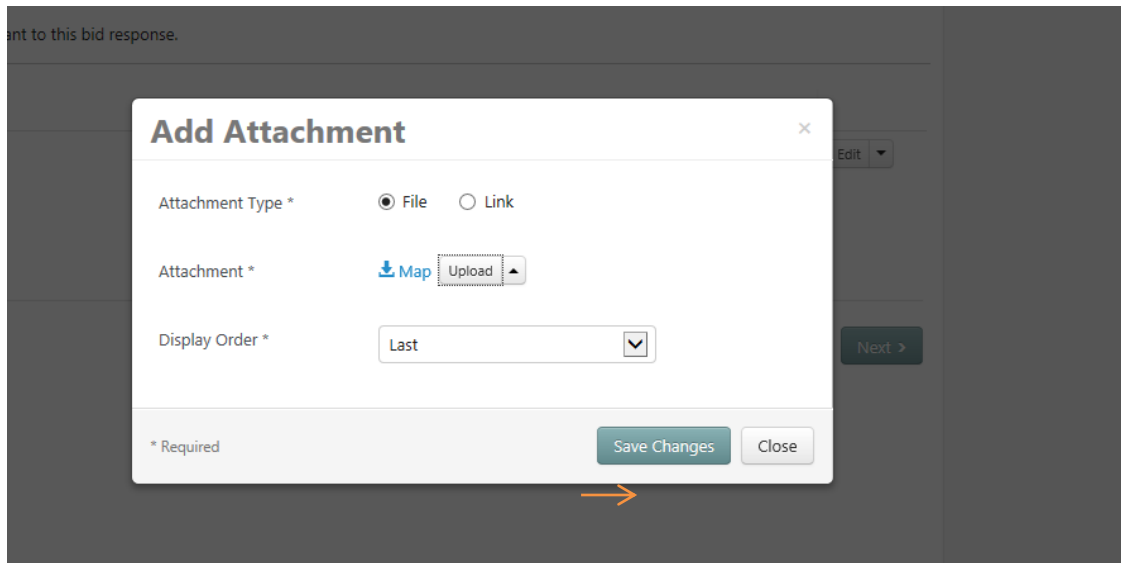 ant to this bid response.
Add Attachment ×
Edit
Attachment Type * File Link
Attachment * Map Upload
Display Order * Last
Next >
* Required Save Changes Close